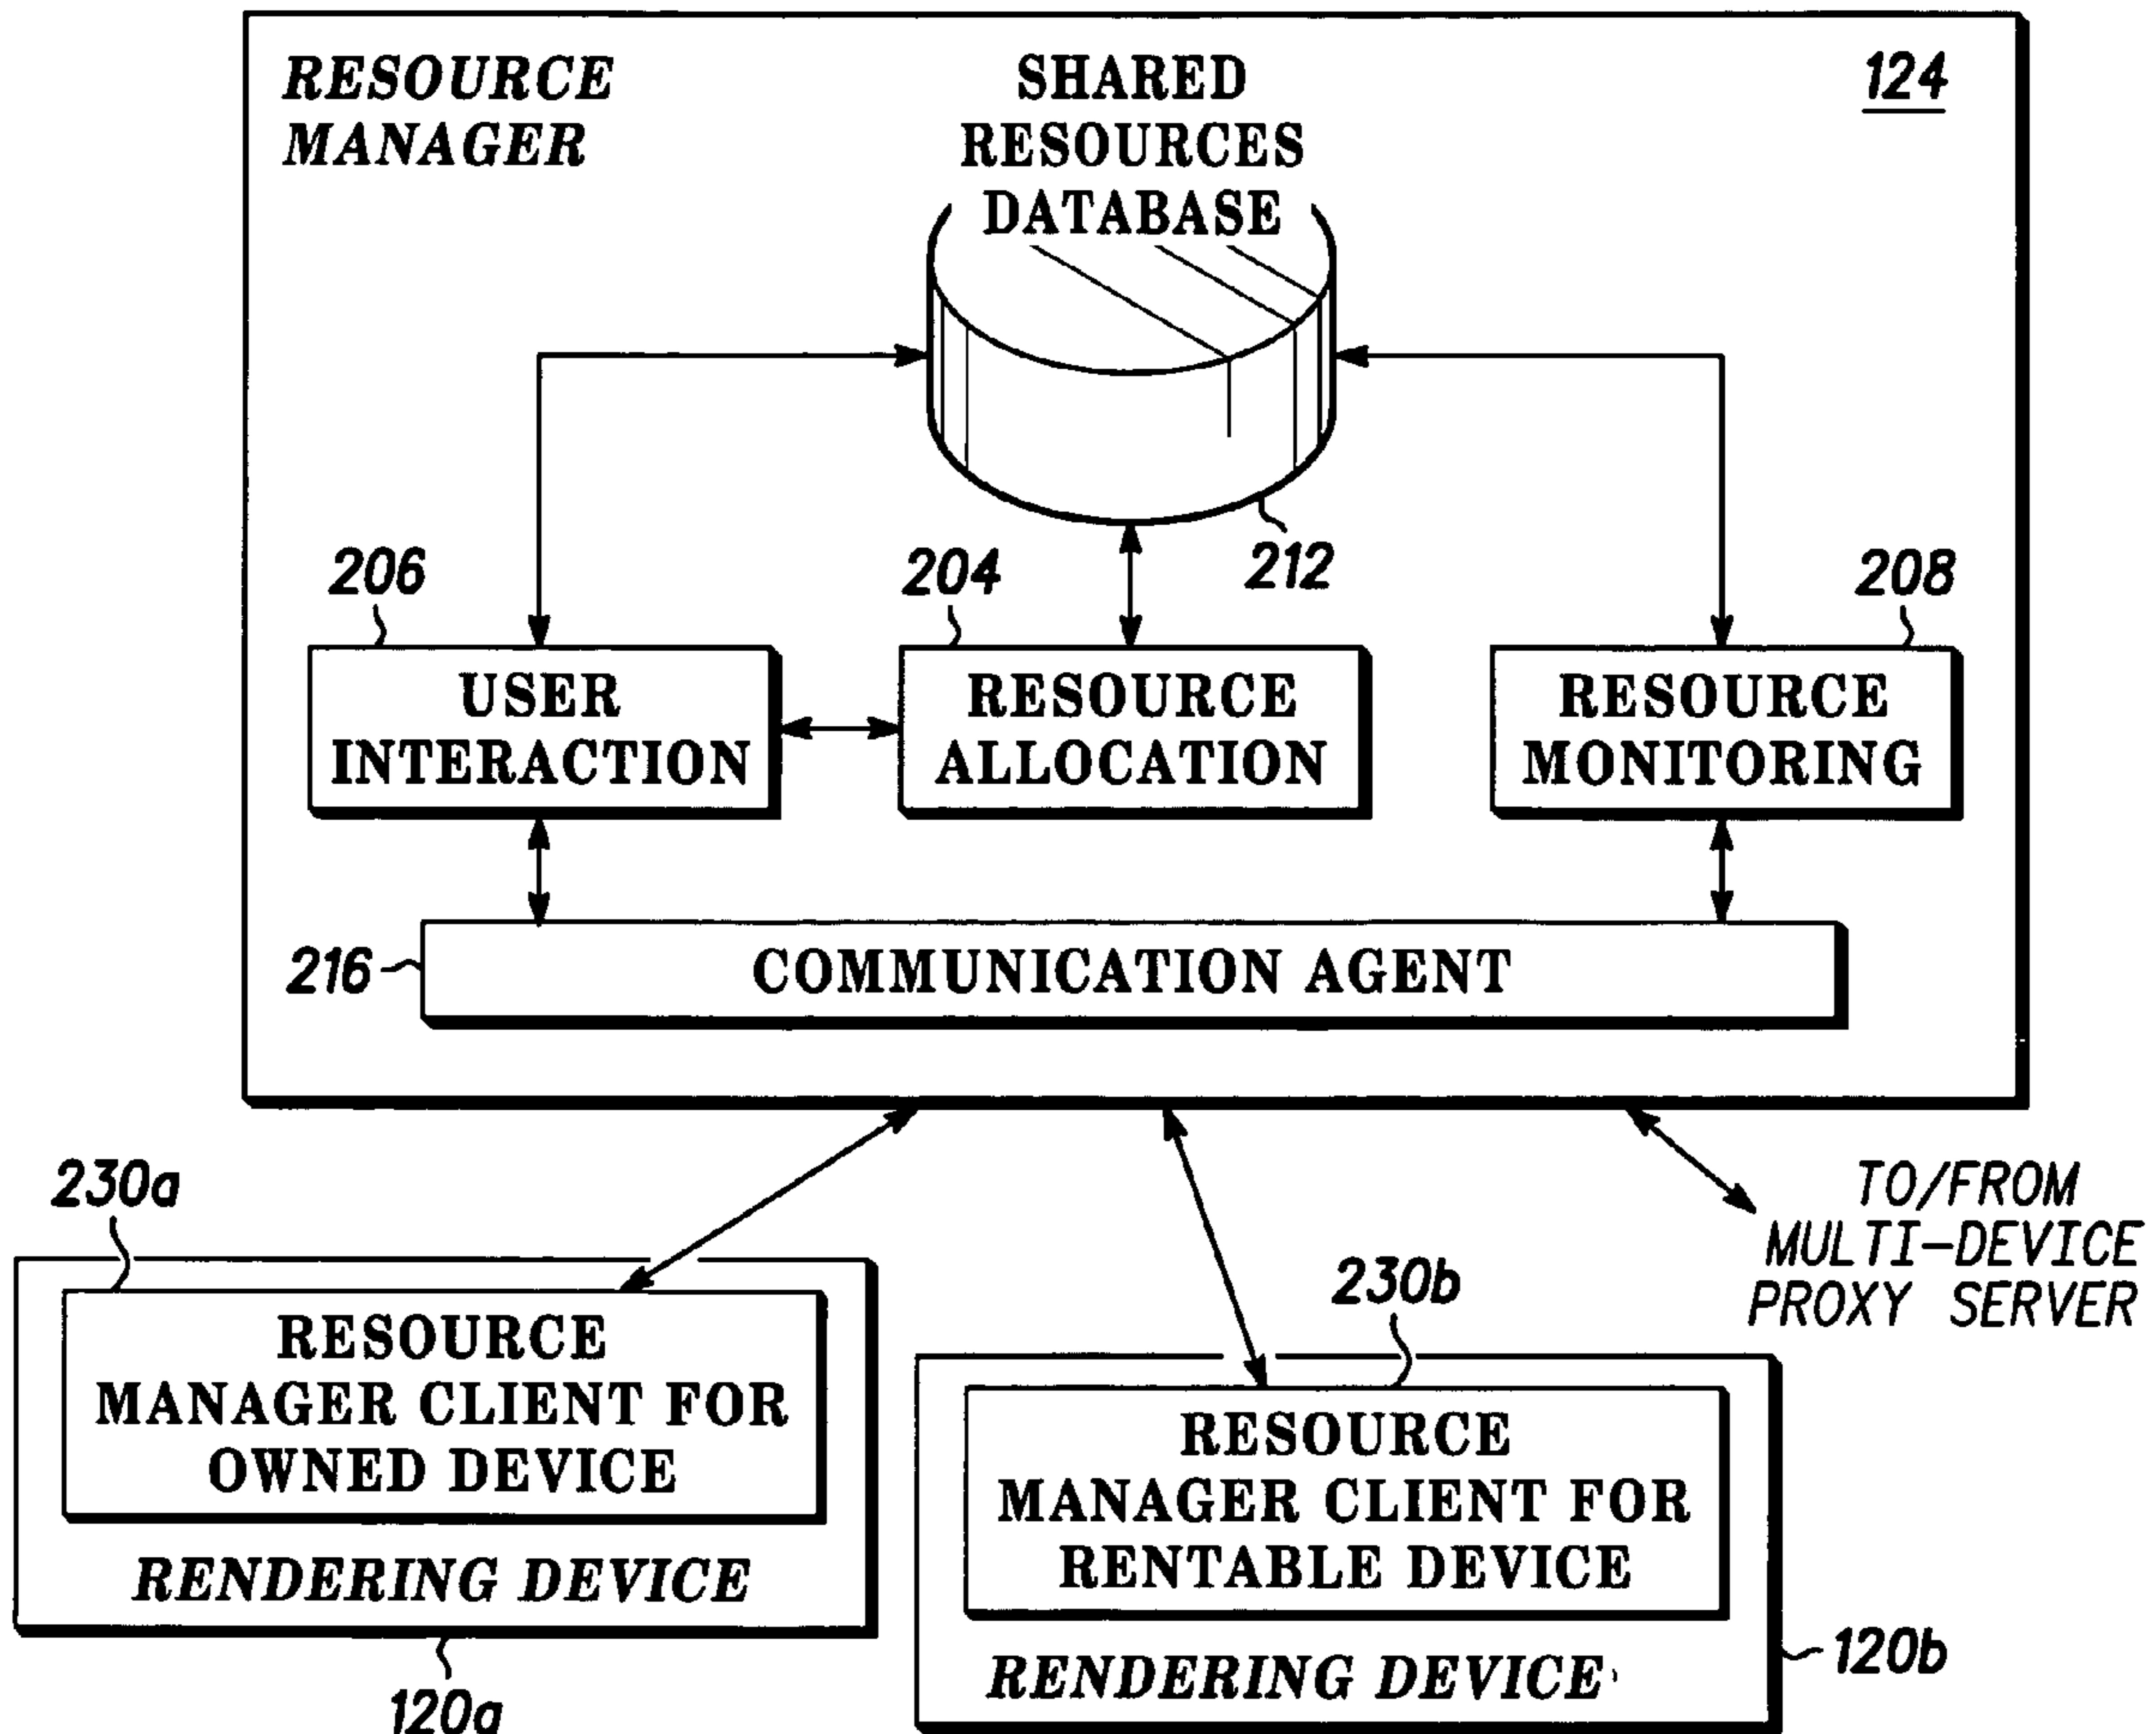 RESOURCE
MANAGER
SHARED
RESOURCES
DATABASE
124
206
204
212
208
USER
INTERACTION
RESOURCE
ALLOCATION
RESOURCE
MONITORING
216
COMMUNICATION AGENT
230a
RESOURCE
MANAGER CLIENT FOR
OWNED DEVICE
RENDERING DEVICE
120a
230b
RESOURCE
MANAGER CLIENT FOR
RENTABLE DEVICE
RENDERING DEVICE
120b
TO/FROM
MULTI-DEVICE
PROXY SERVER